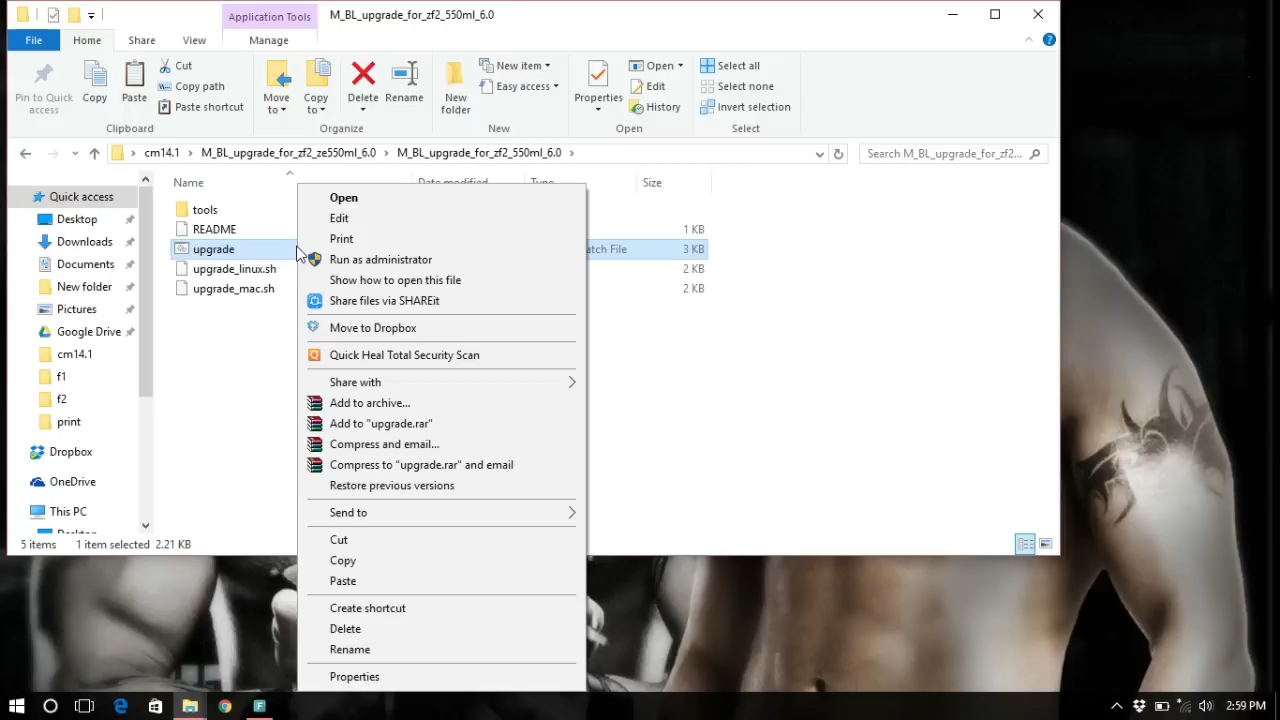 Application Tools
M_BL_upgrade_for_zf2_550ml_6.0
File
Home
Share
View
Manage
Pin to Quick access
Copy
Paste
Cut
Copy path
Paste shortcut
Clipboard
Move to
Copy to
Delete
Rename
Organize
New folder
New item
Easy access
New
Properties
Open
Edit
History
Open
Select all
Select none
Invert selection
Select
cm14.1
M_BL_upgrade_for_zf2_ze550ml_6.0
M_BL_upgrade_for_zf2_550ml_6.0
Search M_BL_upgrade_for_zf2...
Quick access
Desktop
Downloads
Documents
New folder
Pictures
Google Drive
cm14.1
f1
f2
print
Dropbox
OneDrive
This PC
Desktop
Name
Date modified
Type
Size
tools
README
1 KB
upgrade
atch File
3 KB
upgrade_linux.sh
2 KB
upgrade_mac.sh
2 KB
Open
Edit
Print
Run as administrator
Show how to open this file
Share files via SHAREit
Move to Dropbox
Quick Heal Total Security Scan
Share with
Add to archive...
Add to "upgrade.rar"
Compress and email...
Compress to "upgrade.rar" and email
Restore previous versions
Send to
Cut
Copy
Paste
Create shortcut
Delete
Rename
Properties
5 items
1 item selected 2.21 KB
2:59 PM